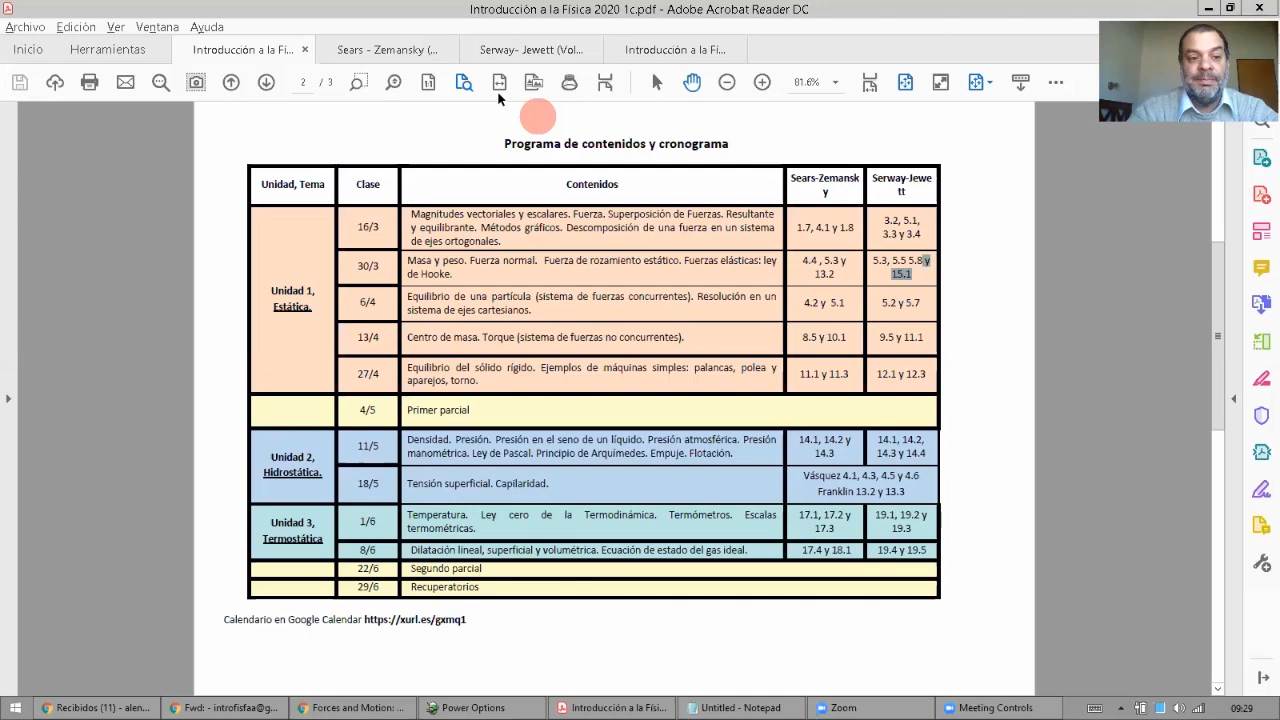 Introducción a la Física 2020 1c.pdf - Adobe Acrobat Reader DC
Archivo Edición Ver Ventana Ayuda
Inicio Herramientas Introducción a la Fí... × Sears - Zemansky (... Serway - Jewett (Vol... Introducción a la Fí...
2 / 3 81.6%
Programa de contenidos y cronograma
Unidad, Tema Clase Contenidos Sears-Zemansk
y Serway-Jewe
tt
Unidad 1,
Estática.
16/3
Magnitudes vectoriales y escalares. Fuerza. Superposición de Fuerzas. Resultante
y equilibrante. Métodos gráficos. Descomposición de una fuerza en un sistema
de ejes ortogonales.
1.7, 4.1 y 1.8
3.2, 5.1,
3.3 y 3.4
30/3
Masa y peso. Fuerza normal. Fuerza de rozamiento estático. Fuerzas elásticas: ley
de Hooke.
4.4 , 5.3 y
13.2
5.3, 5.5 5.8 y
15.1
6/4
Equilibrio de una partícula (sistema de fuerzas concurrentes). Resolución en un
sistema de ejes cartesianos.
4.2 y 5.1
5.2 y 5.7
13/4
Centro de masa. Torque (sistema de fuerzas no concurrentes).
8.5 y 10.1
9.5 y 11.1
27/4
Equilibrio del sólido rígido. Ejemplos de máquinas simples: palancas, polea y
aparejos, torno.
11.1 y 11.3
12.1 y 12.3
4/5
Primer parcial
Unidad 2,
Hidrostática.
11/5
Densidad. Presión. Presión en el seno de un líquido. Presión atmosférica. Presión
manométrica. Ley de Pascal. Principio de Arquímedes. Empuje. Flotación.
14.1, 14.2 y
14.3
14.1, 14.2,
14.3 y 14.4
18/5
Tensión superficial. Capilaridad.
Vásquez 4.1, 4.3, 4.5 y 4.6
Franklin 13.2 y 13.3
Unidad 3,
Termostática
1/6
Temperatura. Ley cero de la Termodinámica. Termómetros. Escalas
termométricas.
17.1, 17.2 y
17.3
19.1, 19.2 y
19.3
8/6
Dilatación lineal, superficial y volumétrica. Ecuación de estado del gas ideal.
17.4 y 18.1
19.4 y 19.5
22/6
Segundo parcial
29/6
Recuperatorios
Calendario en Google Calendar https://xurl.es/gxmq1
Recibidos (11) - alen... Fwd: - introfisfaa@g... Forces and Motion: ... Power Options Introducción a la Físi... Untitled - Notepad Zoom Meeting Controls 09:29